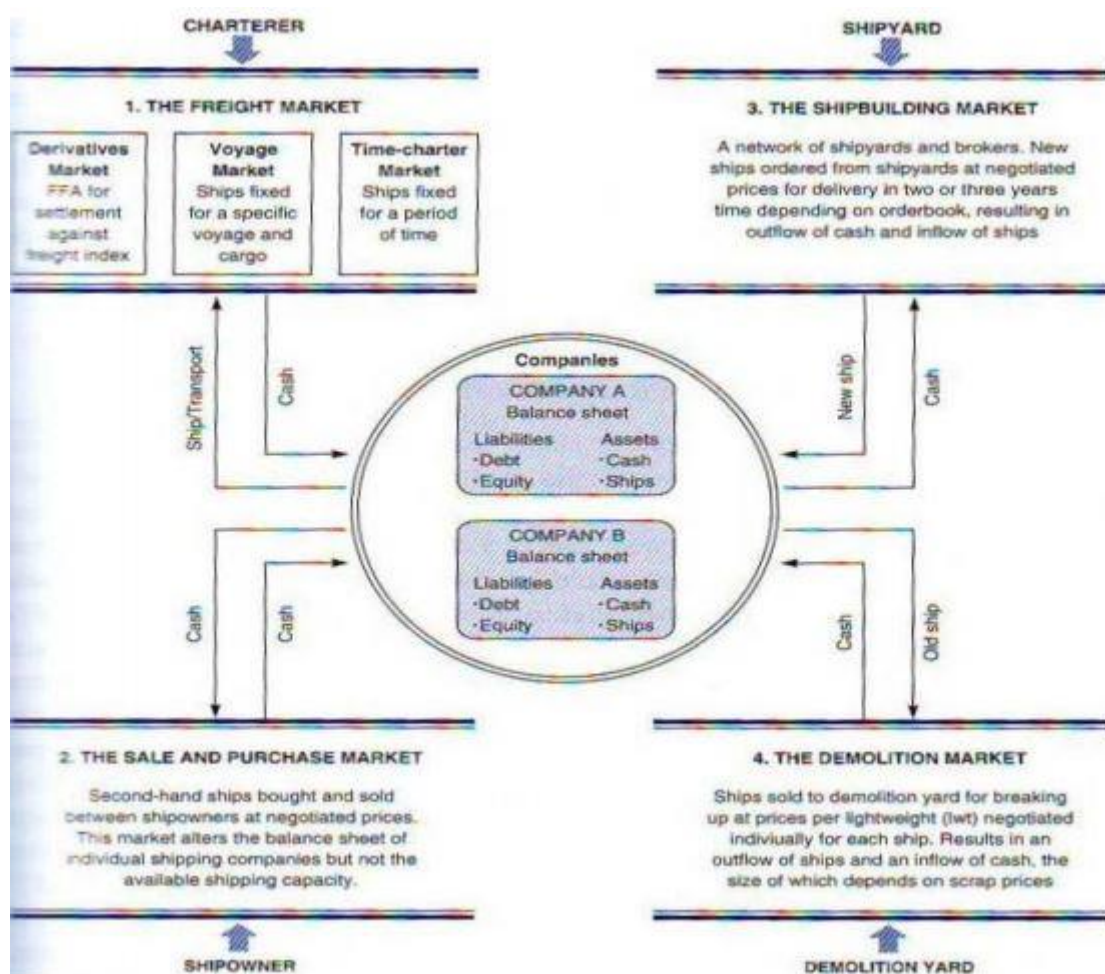 CHARTERER
1. THE FREIGHT MARKET
Derivatives
Market
FFA for
settlement
against
freight index
Voyage
Market
Ships fixed
for a specific
voyage and
cargo
Time-charter
Market
Ships fixed
for a period
of time
SHIPYARD
3. THE SHIPBUILDING MARKET
A network of shipyards and brokers. New
ships ordered from shipyards at negotiated
prices for delivery in two or three years
time depending on orderbook, resulting in
outflow of cash and inflow of ships
Ship/Transport
Cash
Companies
COMPANY A
Balance sheet
Liabilities Assets
·Debt ·Cash
·Equity ·Ships
COMPANY B
Balance sheet
Liabilities Assets
·Debt ·Cash
·Equity ·Ships
New ship
Cash
Cash
Cash
Cash
Old ship
2. THE SALE AND PURCHASE MARKET
Second-hand ships bought and sold
between shipowners at negotiated prices.
This market alters the balance sheet of
individual shipping companies but not the
available shipping capacity.
SHIPOWNER
4. THE DEMOLITION MARKET
Ships sold to demolition yard for breaking
up at prices per lightweight (lwt) negotiated
indiviually for each ship. Results in an
outflow of ships and an inflow of cash, the
size of which depends on scrap prices
DEMOLITION YARD